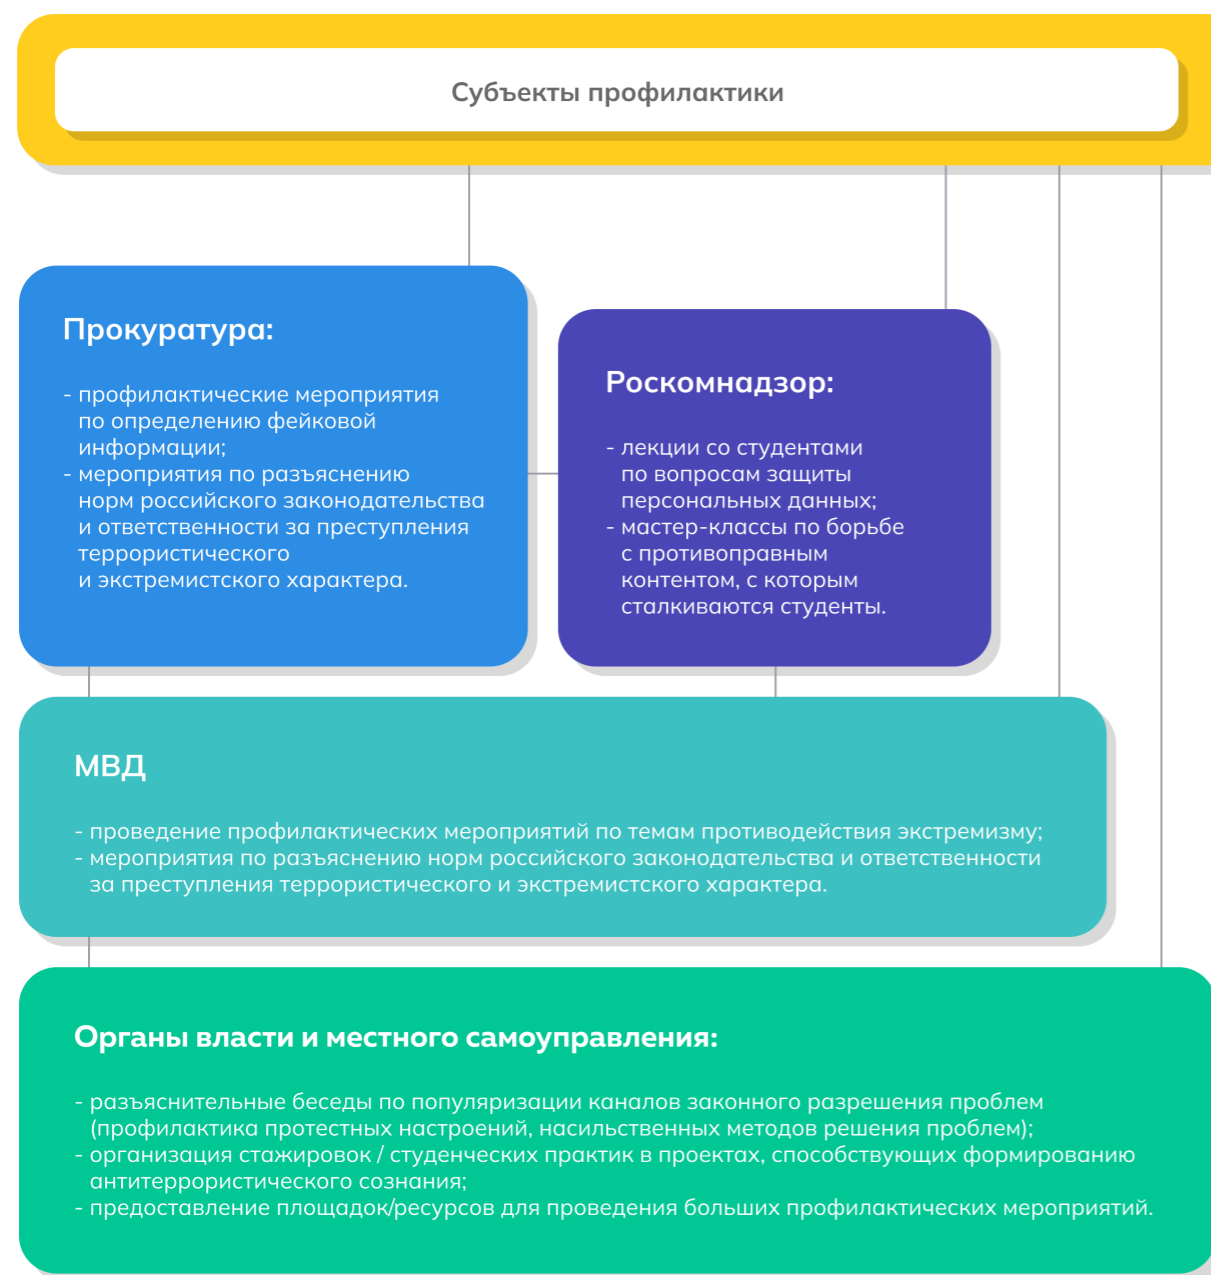 Субъекты профилактики
Прокуратура:
- профилактические мероприятия
по определению фейковой
информации;
- мероприятия по разъяснению
норм российского законодательства
и ответственности за преступления
террористического
и экстремистского характера.
Роскомнадзор:
- лекции со студентами
по вопросам защиты
персональных данных;
- мастер-классы по борьбе
с противоправным
контентом, с которым
сталкиваются студенты.
МВД
- проведение профилактических мероприятий по темам противодействия экстремизму;
- мероприятия по разъяснению норм российского законодательства и ответственности
за преступления террористического и экстремистского характера.
Органы власти и местного самоуправления:
- разъяснительные беседы по популяризации каналов законного разрешения проблем
(профилактика протестных настроений, насильственных методов решения проблем);
- организация стажировок / студенческих практик в проектах, способствующих формированию
антитеррористического сознания;
- предоставление площадок/ресурсов для проведения больших профилактических мероприятий.